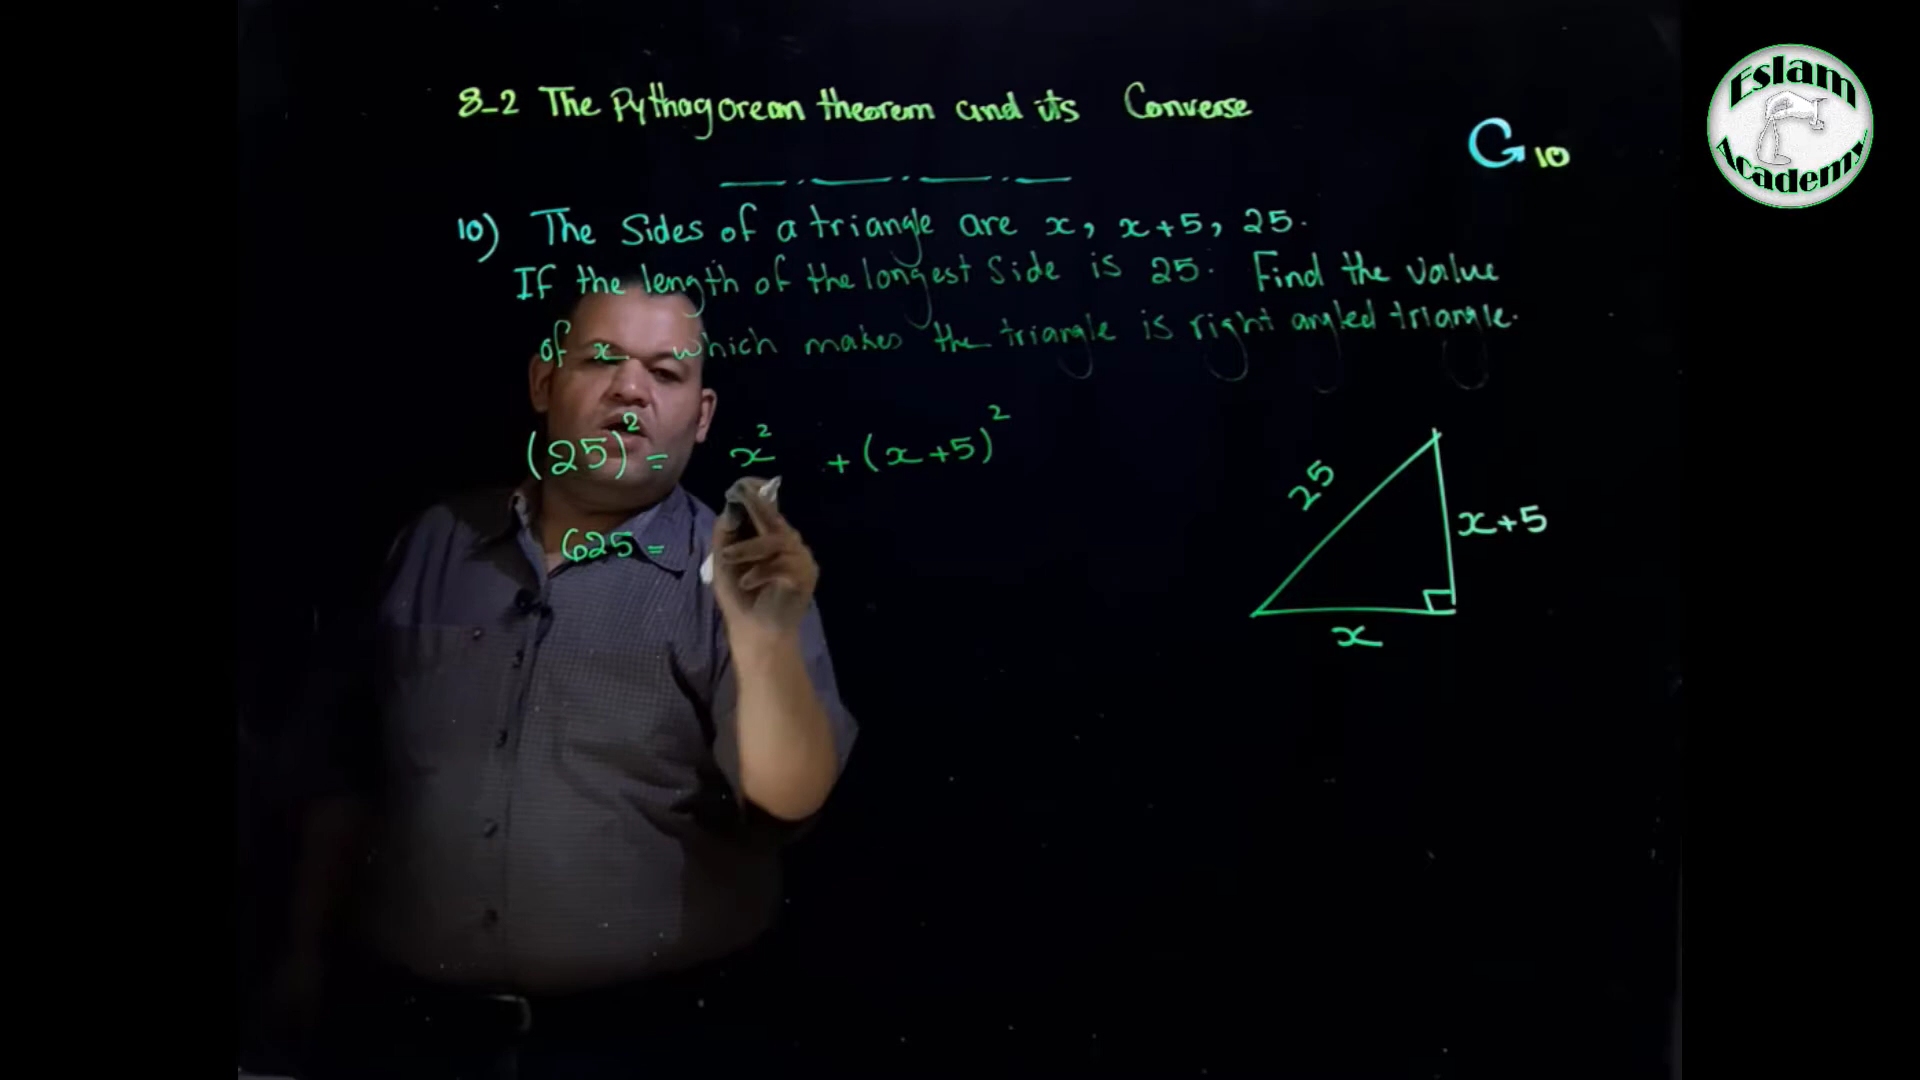 8-2 The Pythagorean theorem and its Converse
G 10
Eslam
Academy
10) The Sides of a triangle are x, x+5, 25.
If the length of the longest Side is 25. Find the value
of x which makes the triangle is right angled triangle.
(25)² = x² + (x+5)²
625 =
25
x+5
x